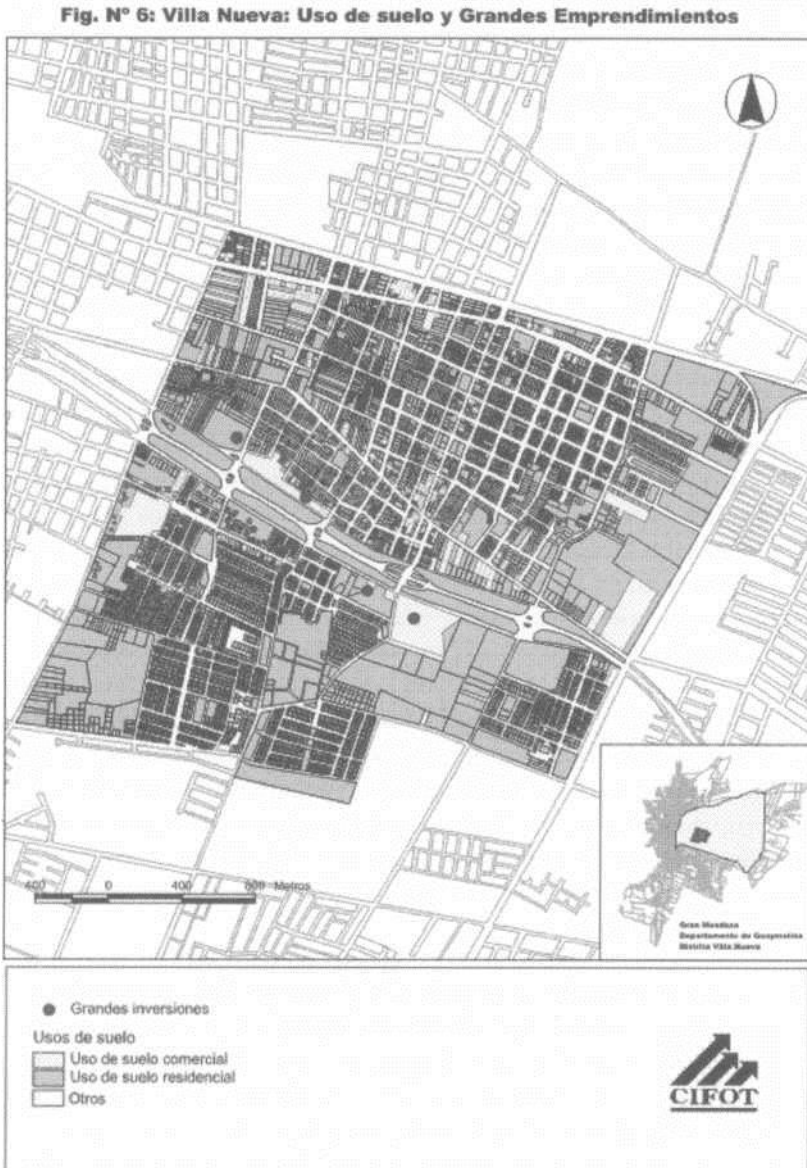 Fig. Nº 6: Villa Nueva: Uso de suelo y Grandes Emprendimientos
400 0 400 800 Metros
Gran Mendoza
Departamento de Guaymallén
Distrito Villa Nueva
Grandes inversiones
Usos de suelo
Uso de suelo comercial
Uso de suelo residencial
Otros
CIFOT